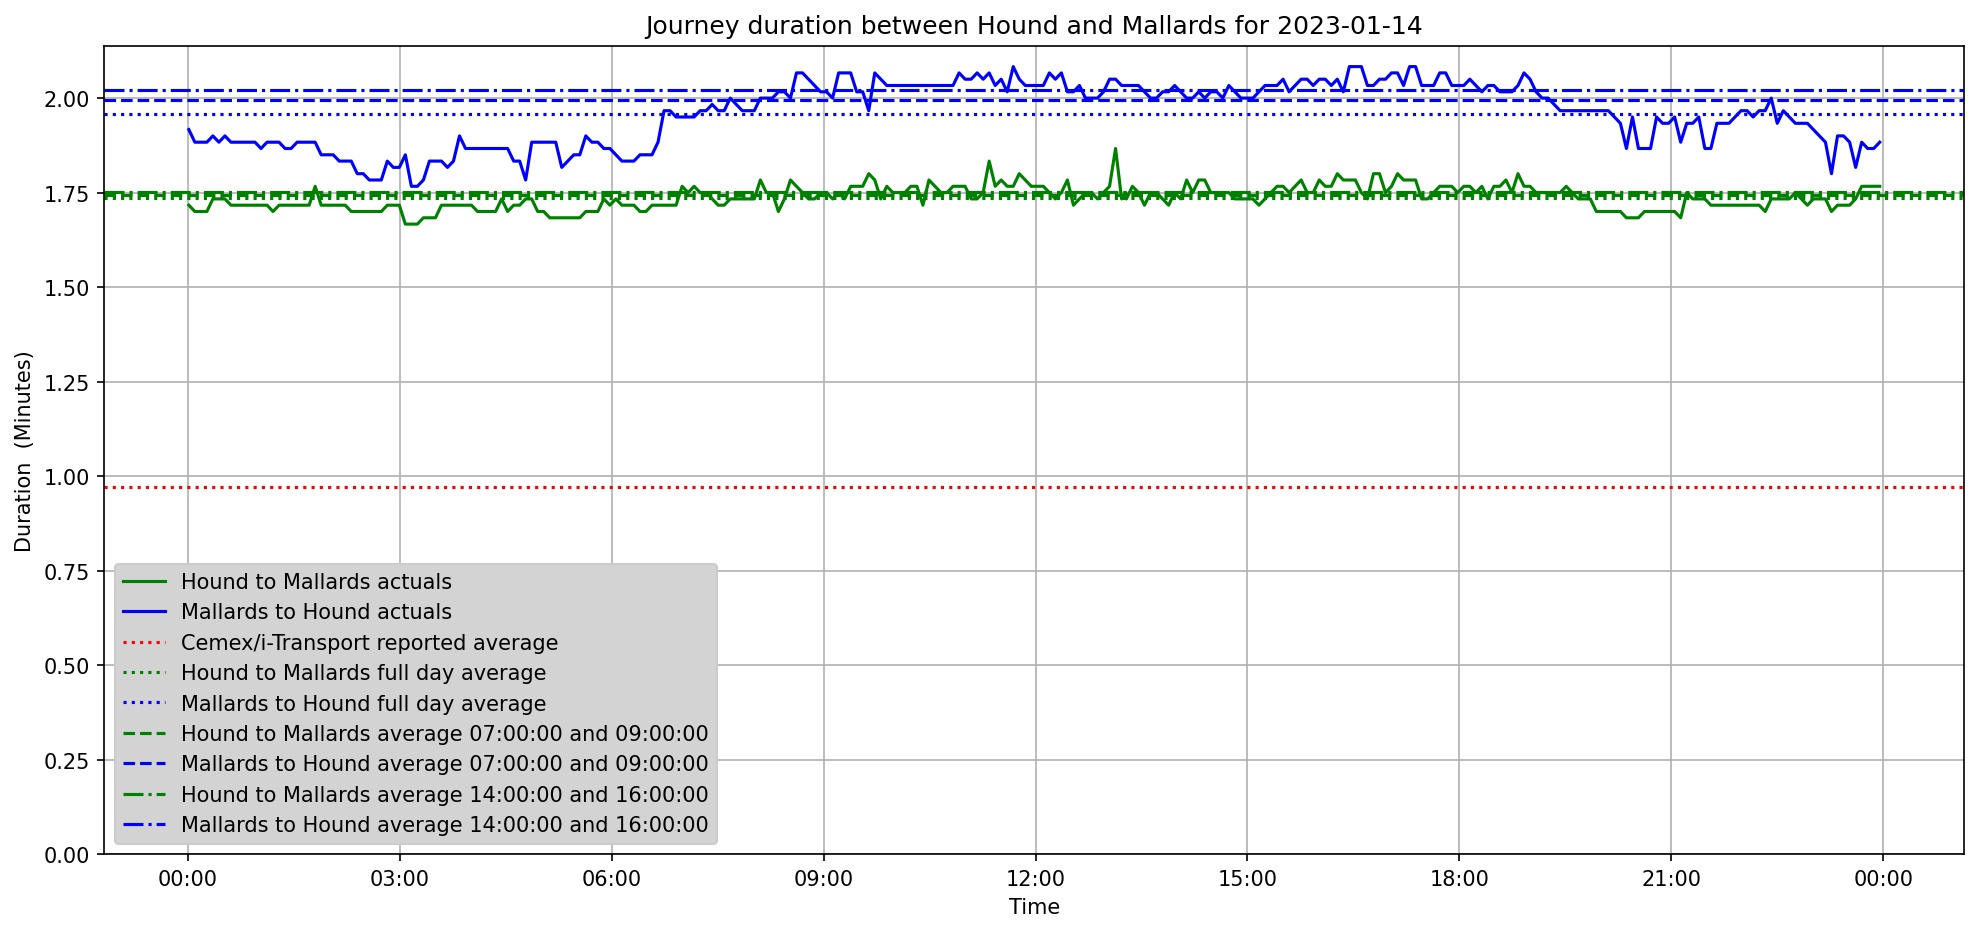 Journey duration between Hound and Mallards for 2023-01-14
2.00
1.75
1.50
1.25
1.00
0.75
0.50
0.25
0.00
Duration  (Minutes)
Hound to Mallards actuals
Mallards to Hound actuals
Cemex/i-Transport reported average
Hound to Mallards full day average
Mallards to Hound full day average
Hound to Mallards average 07:00:00 and 09:00:00
Mallards to Hound average 07:00:00 and 09:00:00
Hound to Mallards average 14:00:00 and 16:00:00
Mallards to Hound average 14:00:00 and 16:00:00
00:00 03:00 06:00 09:00 12:00 15:00 18:00 21:00 00:00
Time